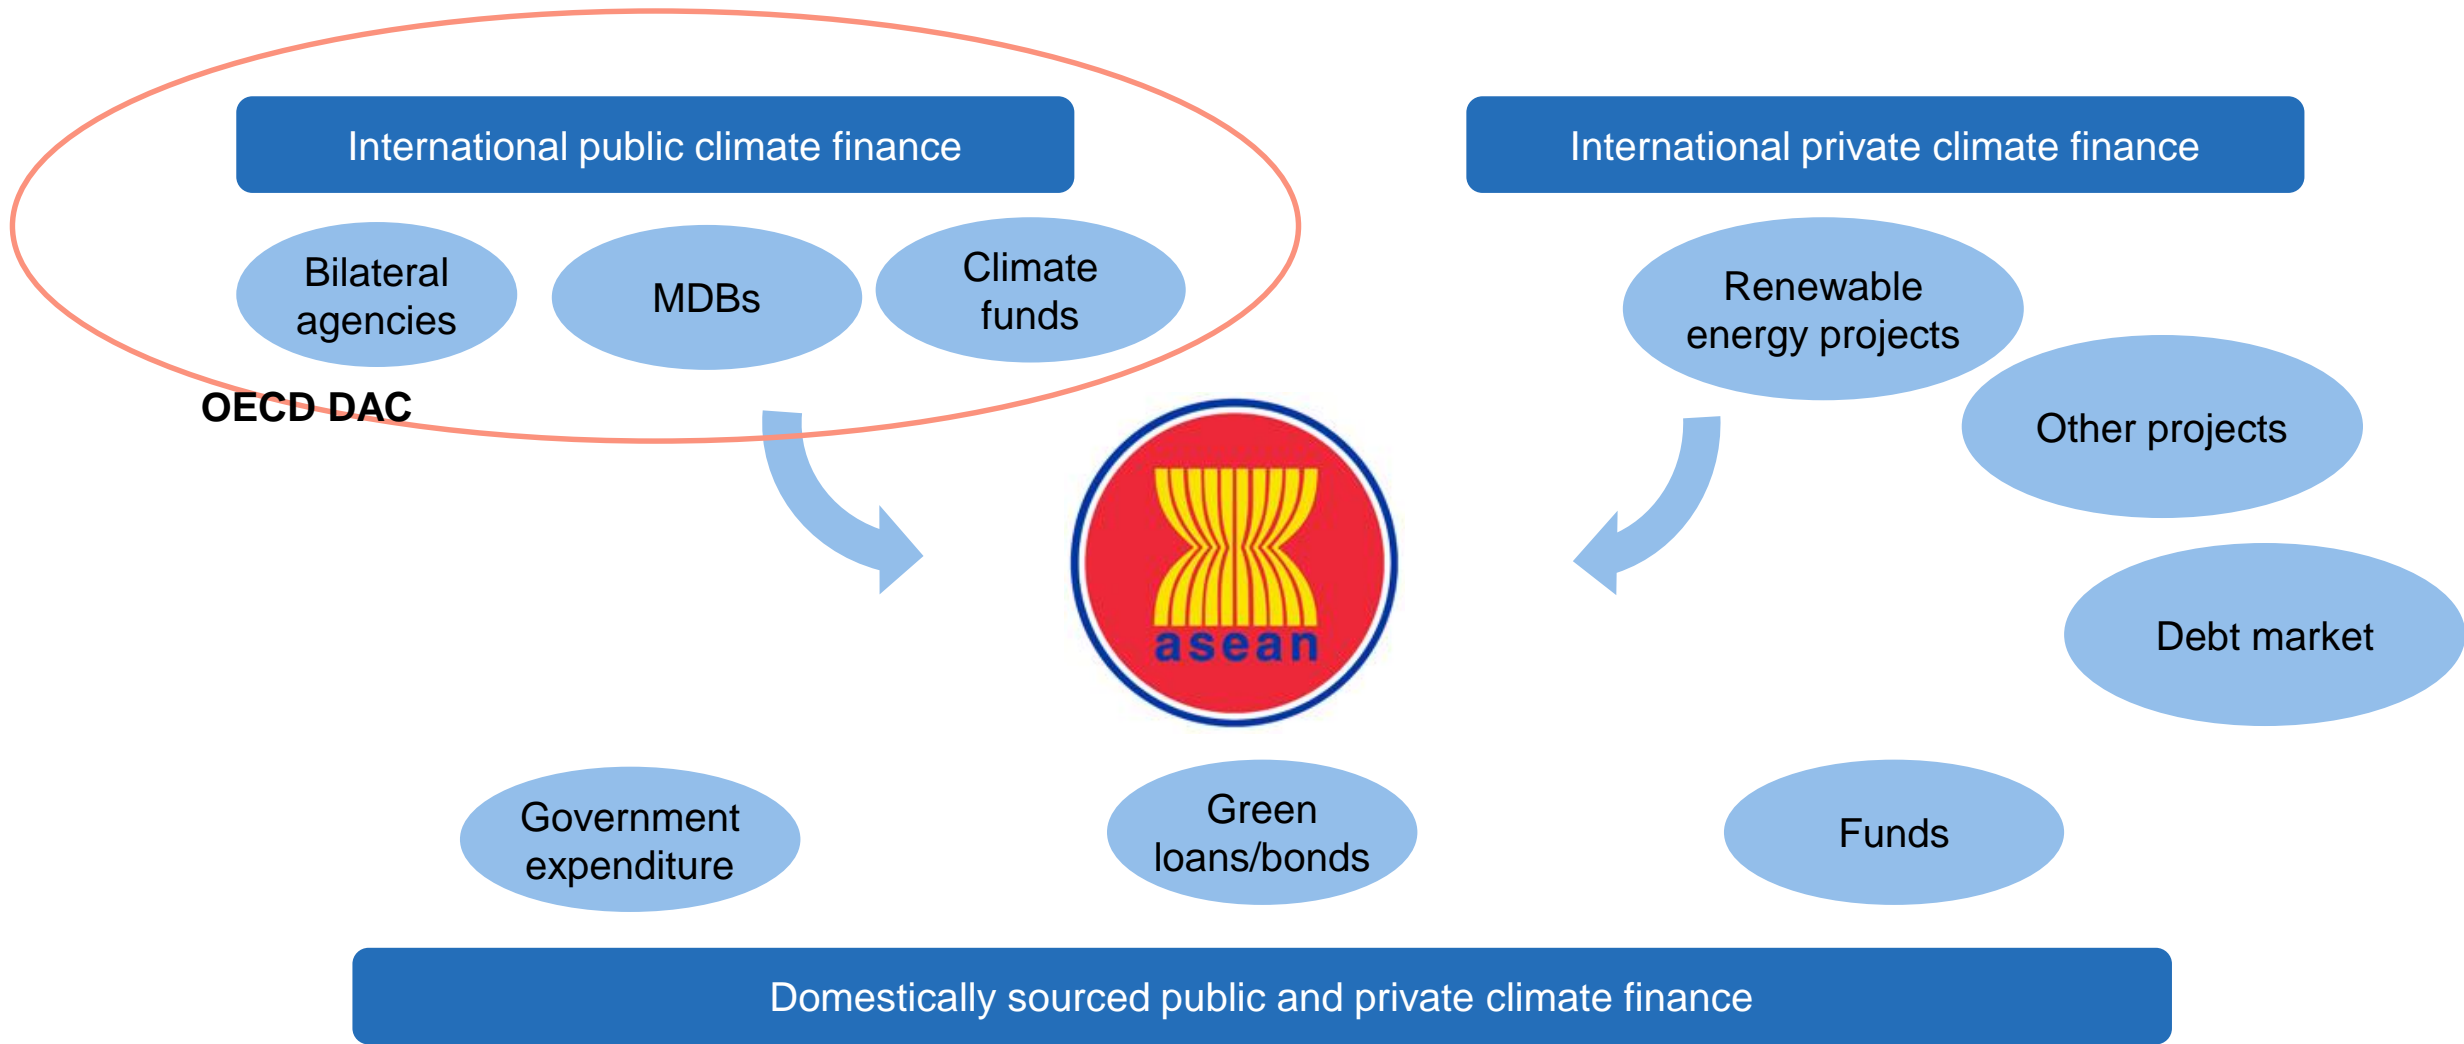 International public climate finance
International private climate finance
Bilateral
agencies
MDBs
Climate
funds
OECD DAC
Renewable
energy projects
Other projects
Debt market
asean
Government
expenditure
Green
loans/bonds
Funds
Domestically sourced public and private climate finance